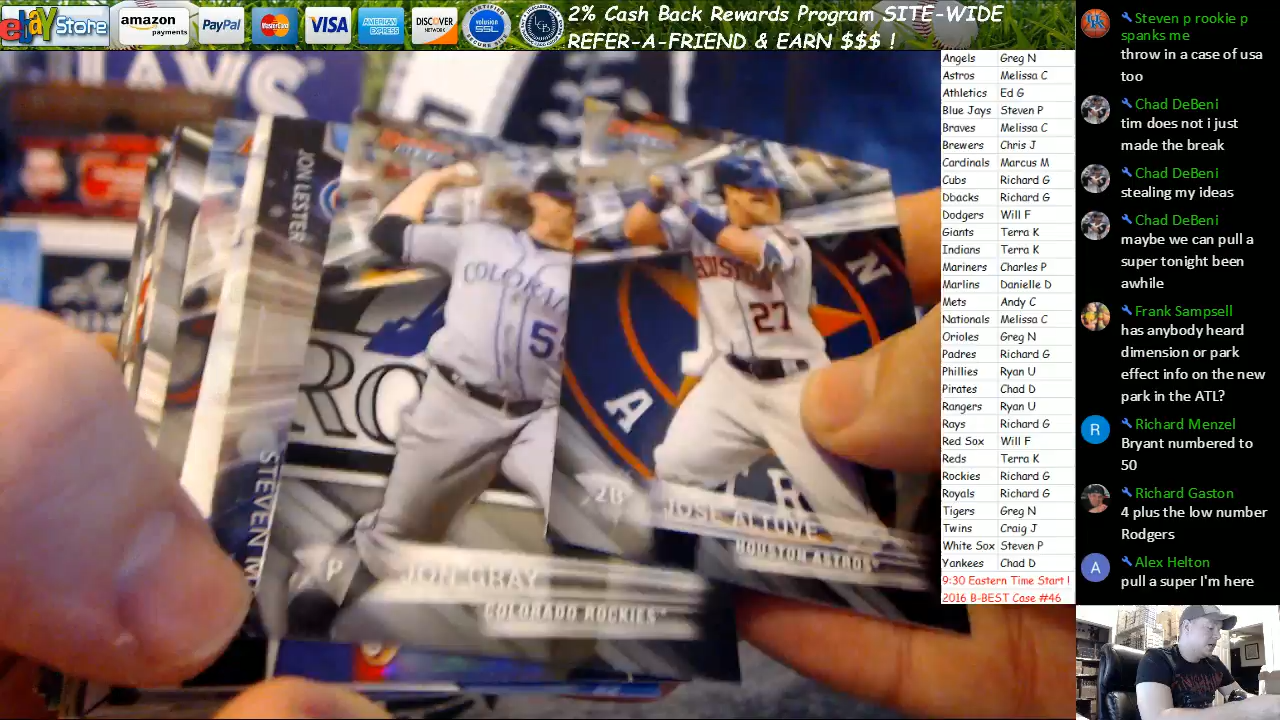 ebay Store
amazon
payments
PayPal
MasterCard
VISA
AMERICAN
EXPRESS
DISCOVER
NETWORK
volusion
SSL
2% Cash Back Rewards Program SITE-WIDE
REFER-A-FRIEND & EARN $$$ !
JON LESTER
STEVEN M
COLORA
5
JON GRAY
COLORADO ROCKIES
HOUSTON
27
A
N
2B
JOSE ALTUVE
HOUSTON ASTROS
Angels Greg N
Astros Melissa C
Athletics Ed G
Blue Jays Steven P
Braves Melissa C
Brewers Chris J
Cardinals Marcus M
Cubs Richard G
Dbacks Richard G
Dodgers Will F
Giants Terra K
Indians Terra K
Mariners Charles P
Marlins Danielle D
Mets Andy C
Nationals Melissa C
Orioles Greg N
Padres Richard G
Phillies Ryan U
Pirates Chad D
Rangers Ryan U
Rays Richard G
Red Sox Will F
Reds Terra K
Rockies Richard G
Royals Richard G
Tigers Greg N
Twins Craig J
White Sox Steven P
Yankees Chad D
9:30 Eastern Time Start !
2016 B-BEST Case #46
Steven p rookie p
spanks me
throw in a case of usa
too
Chad DeBeni
tim does not i just
made the break
Chad DeBeni
stealing my ideas
Chad DeBeni
maybe we can pull a
super tonight been
awhile
Frank Sampsell
has anybody heard
dimension or park
effect info on the new
park in the ATL?
R
Richard Menzel
Bryant numbered to
50
Richard Gaston
4 plus the low number
Rodgers
A
Alex Helton
pull a super I'm here